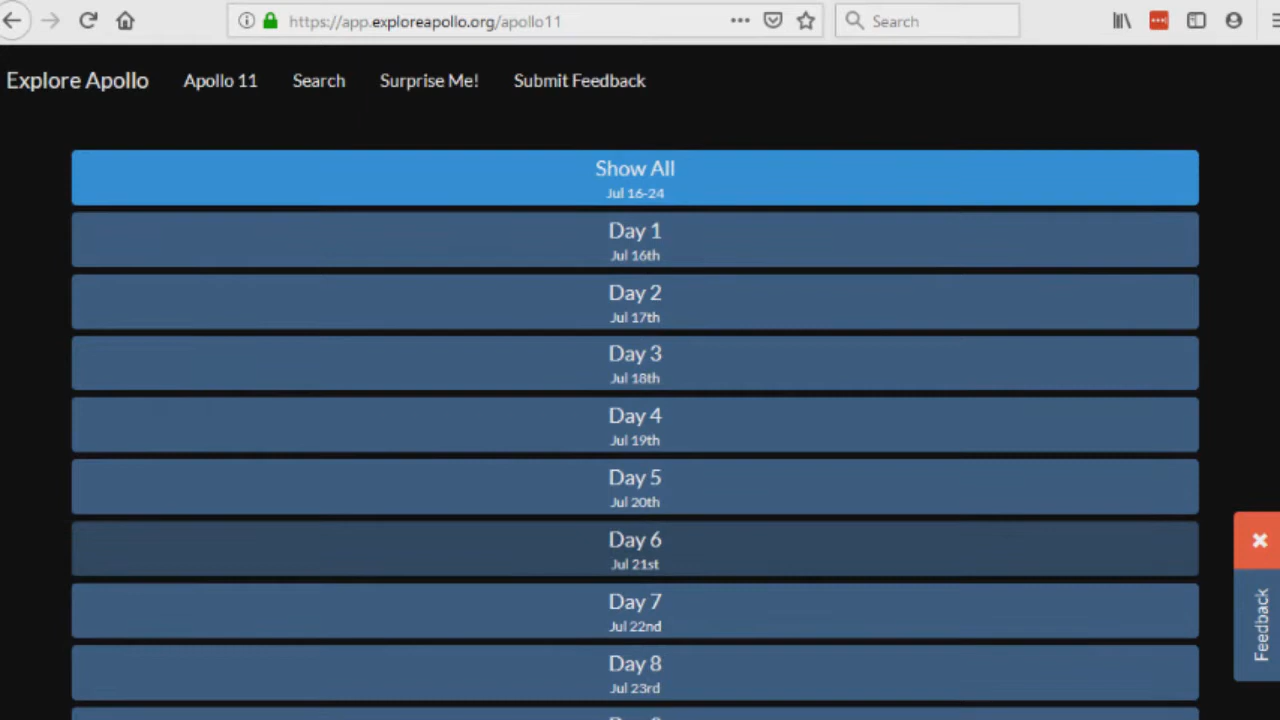 https://app.exploreapollo.org/apollo11
Search
Explore Apollo
Apollo 11
Search
Surprise Me!
Submit Feedback
Show All
Jul 16-24
Day 1
Jul 16th
Day 2
Jul 17th
Day 3
Jul 18th
Day 4
Jul 19th
Day 5
Jul 20th
Day 6
Jul 21st
Day 7
Jul 22nd
Day 8
Jul 23rd
Feedback